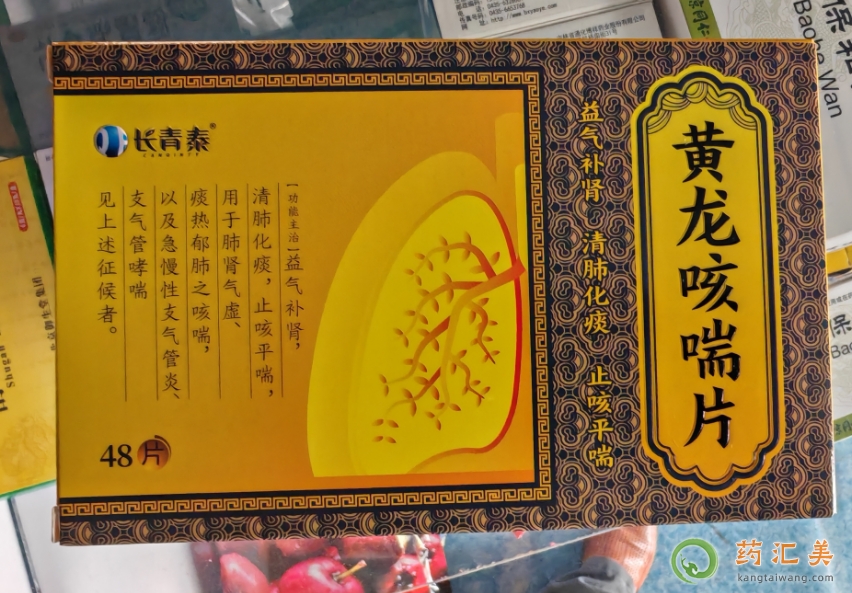 黄龙咳喘片
益气补肾 清肺化痰 止咳平喘
长青泰®
【功能主治】益气补肾，
清肺化痰，止咳平喘，
用于肺肾气虚、
痰热郁肺之咳喘，
以及急慢性支气管炎、
支气管哮喘
见上述征候者。
48片
Baohe Wan
药汇美
kangtaiwang.com